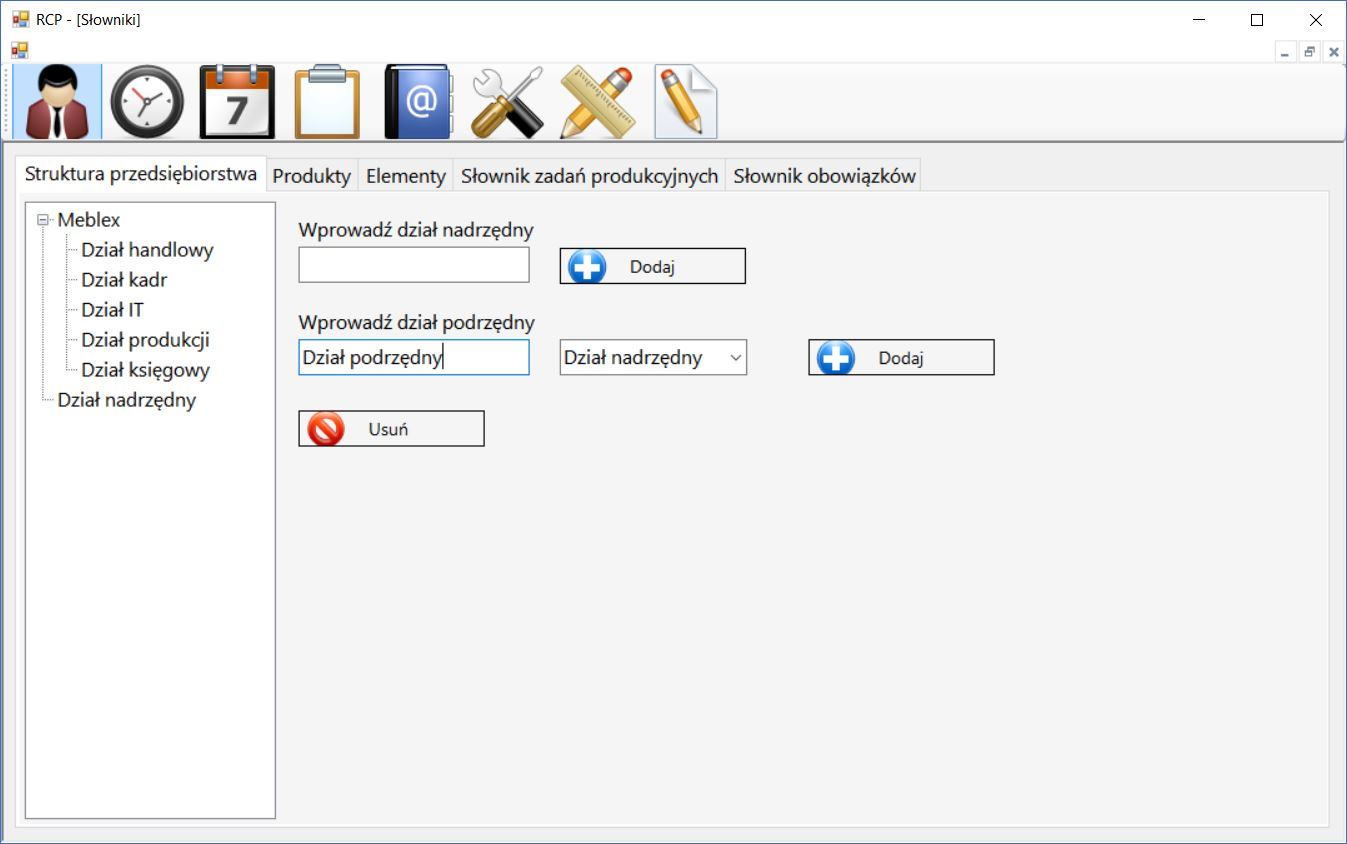 RCP - [Słowniki]
7
@
Struktura przedsiębiorstwa
Produkty
Elementy
Słownik zadań produkcyjnych
Słownik obowiązków
Meblex
Dział handlowy
Dział kadr
Dział IT
Dział produkcji
Dział księgowy
Dział nadrzędny
Wprowadź dział nadrzędny
Dodaj
Wprowadź dział podrzędny
Dział podrzędny
Dział nadrzędny
Dodaj
Usuń